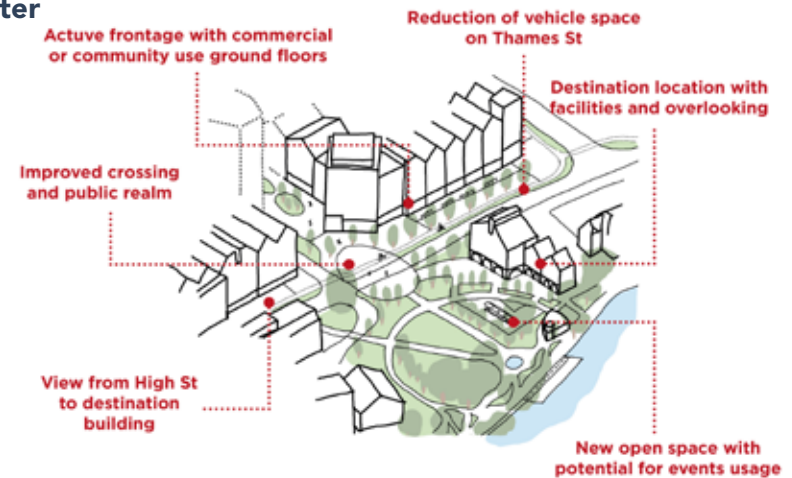 ter
Actuve frontage with commercial
or community use ground floors
Reduction of vehicle space
on Thames St
Destination location with
facilities and overlooking
Improved crossing
and public realm
View from High St
to destination
building
New open space with
potential for events usage